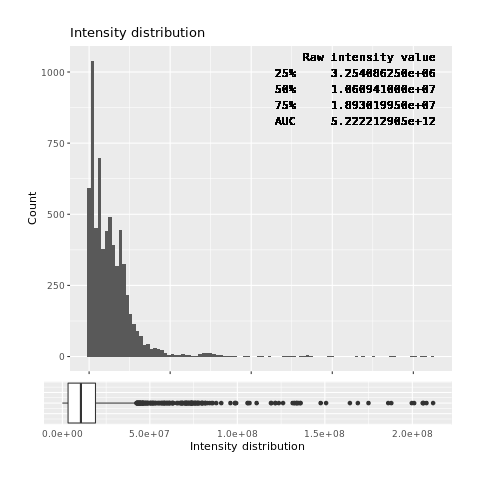 Intensity distribution
Raw intensity value
25% 3.254086250e+06
50% 1.060941000e+07
75% 1.893019950e+07
AUC 5.222212905e+12
1000
750
500
250
0
Count
0.0e+00 5.0e+07 1.0e+08 1.5e+08 2.0e+08
Intensity distribution